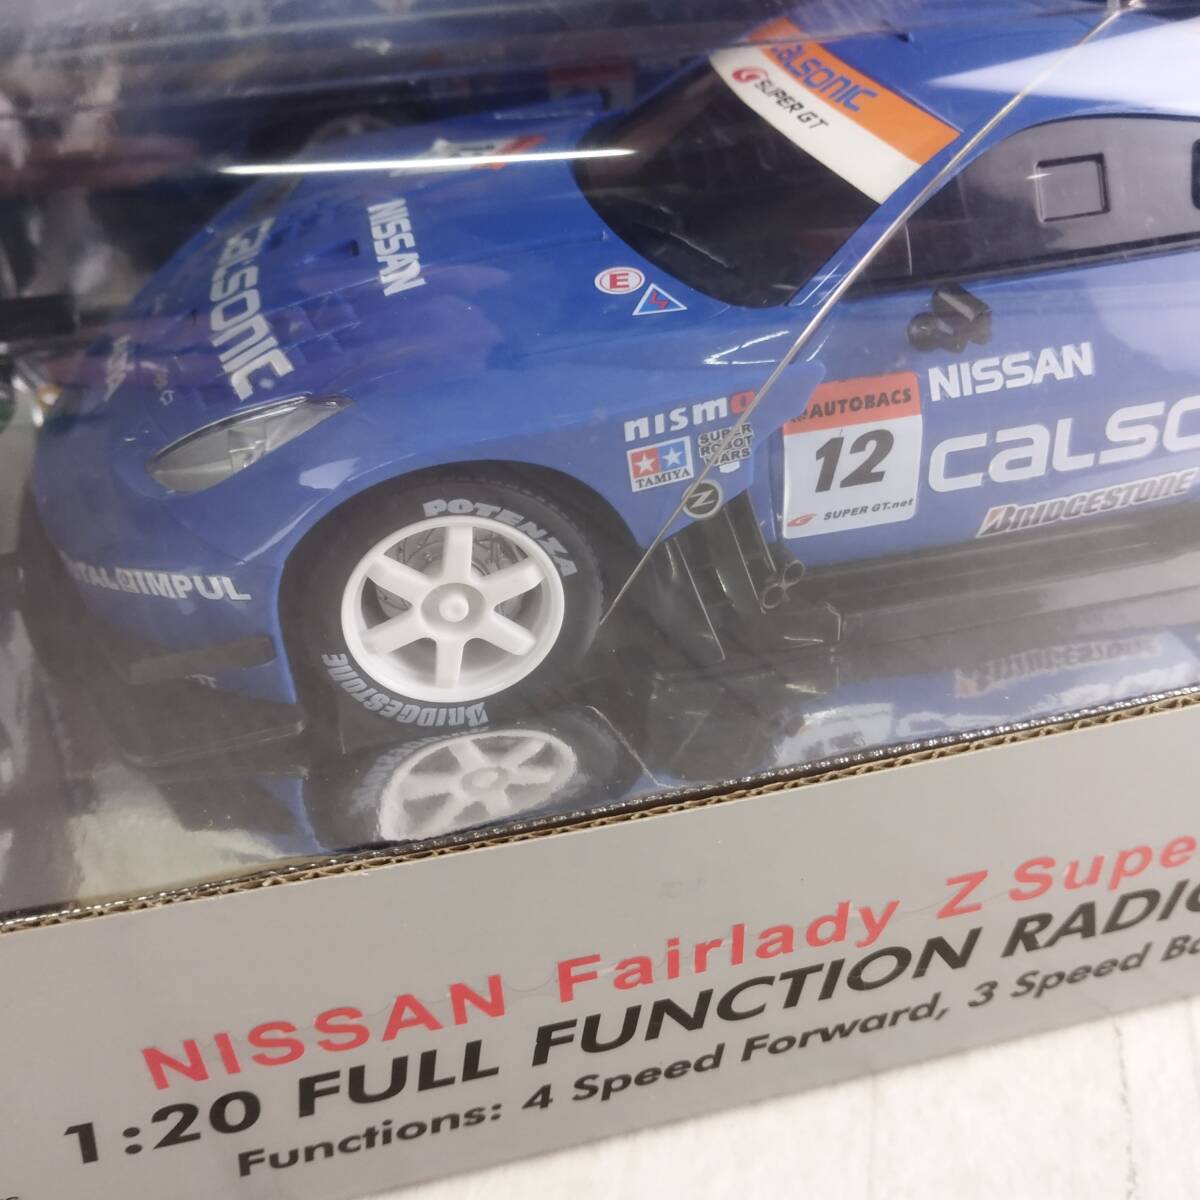 CALSONIC
SUPER GT
NISSAN
CALSONIC
E
NISSAN
nismo
AUTOBACS
12
SUPER GT.net
CALSO
TAMIYA
SUPER ROBOT WARS
Z
BRIDGESTONE
POTENZA
BRIDGESTONE
IMPUL
NISSAN Fairlady Z Supe
1:20 FULL FUNCTION RADIO
Functions: 4 Speed Forward, 3 Speed Ba